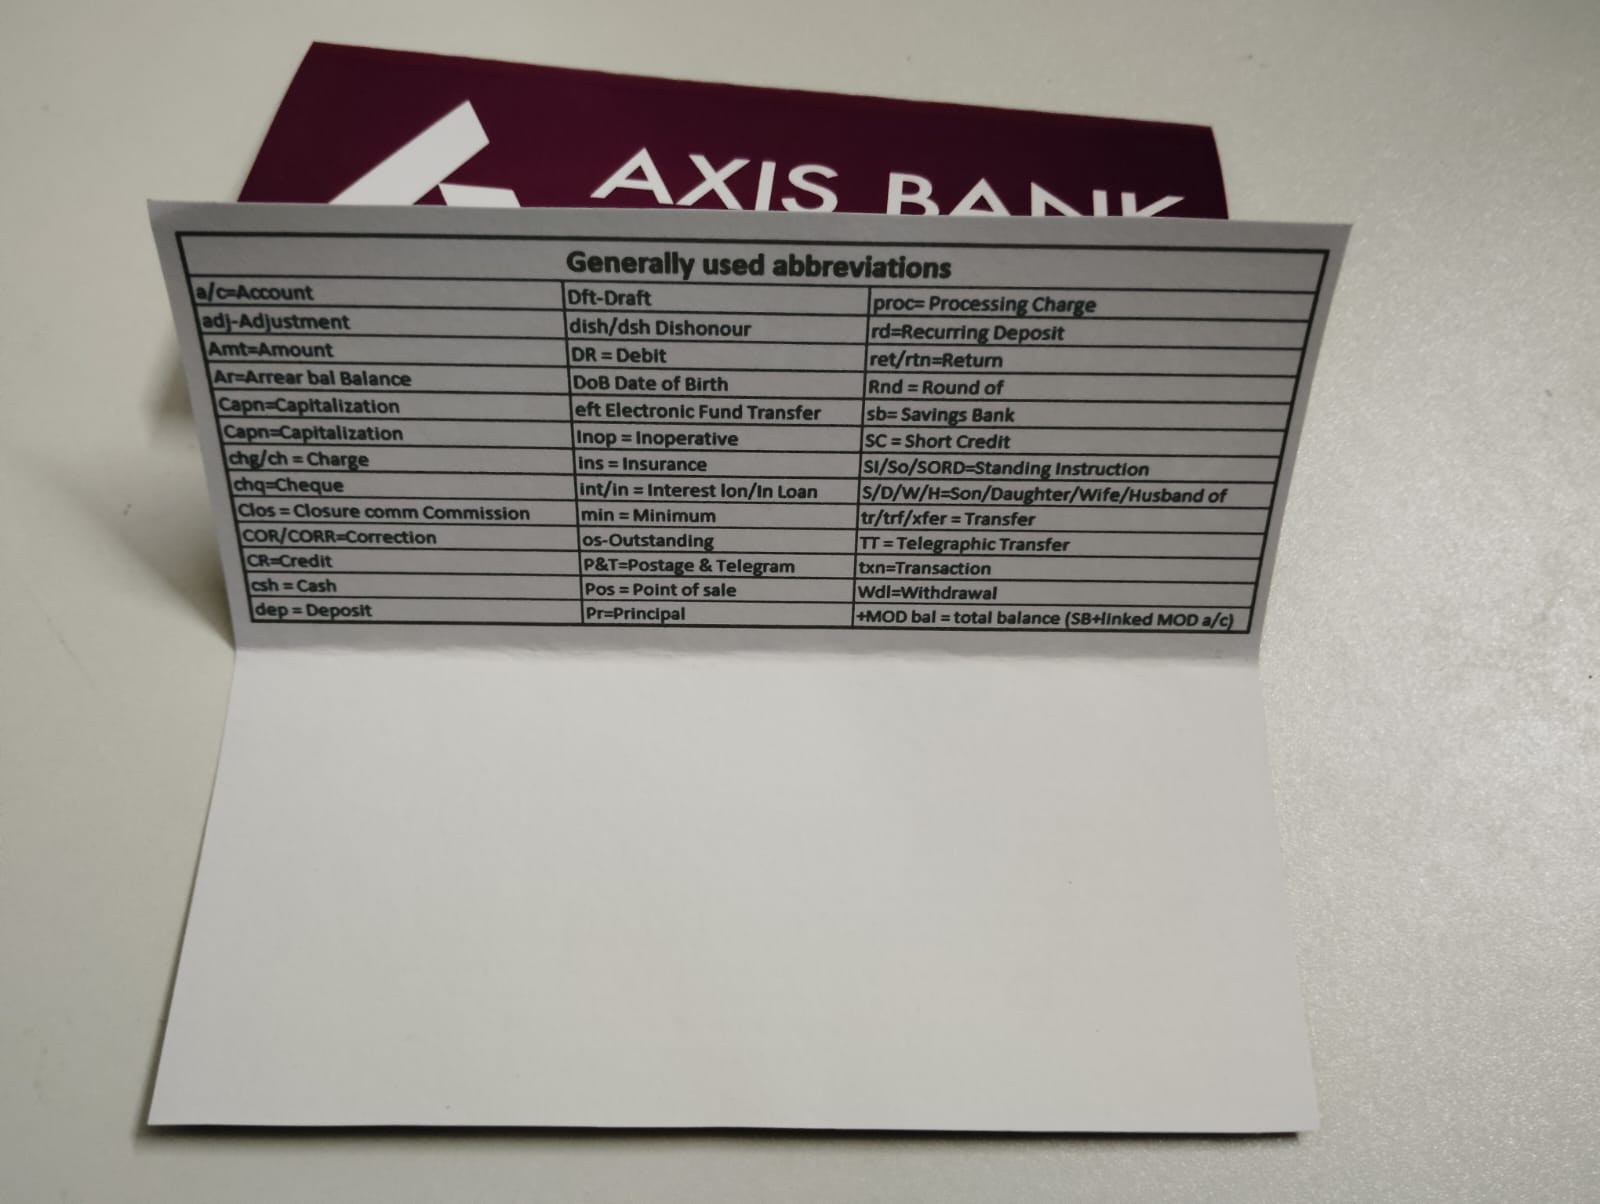 AXIS BANK
Generally used abbreviations
a/c=Account
adj-Adjustment
Amt=Amount
Ar=Arrear bal Balance
Capn=Capitalization
Capn=Capitalization
chg/ch = Charge
chq=Cheque
Clos = Closure comm Commission
COR/CORR=Correction
CR=Credit
csh = Cash
dep = Deposit
Dft-Draft
dish/dsh Dishonour
DR = Debit
DoB Date of Birth
eft Electronic Fund Transfer
Inop = Inoperative
ins = Insurance
int/in = Interest Ion/In Loan
min = Minimum
os-Outstanding
P&T=Postage & Telegram
Pos = Point of sale
Pr=Principal
proc= Processing Charge
rd=Recurring Deposit
ret/rtn=Return
Rnd = Round of
sb= Savings Bank
SC = Short Credit
SI/So/SORD=Standing Instruction
S/D/W/H=Son/Daughter/Wife/Husband of
tr/trf/xfer = Transfer
TT = Telegraphic Transfer
txn=Transaction
Wdl=Withdrawal
+MOD bal = total balance (SB+linked MOD a/c)